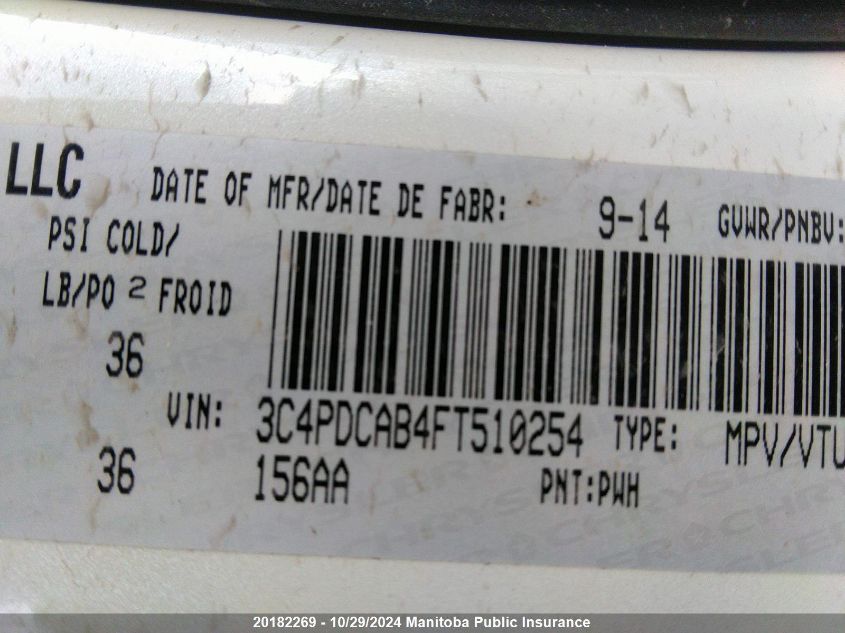 LLC DATE OF MFR/DATE DE FABR: 9-14 GVWR/PNBV:
PSI COLD/
LB/PO 2 FROID
36
VIN: 3C4PDCAB4FT510254 TYPE: MPV/VTU
36 156AA PNT:PWH
20182269 - 10/29/2024 Manitoba Public Insurance